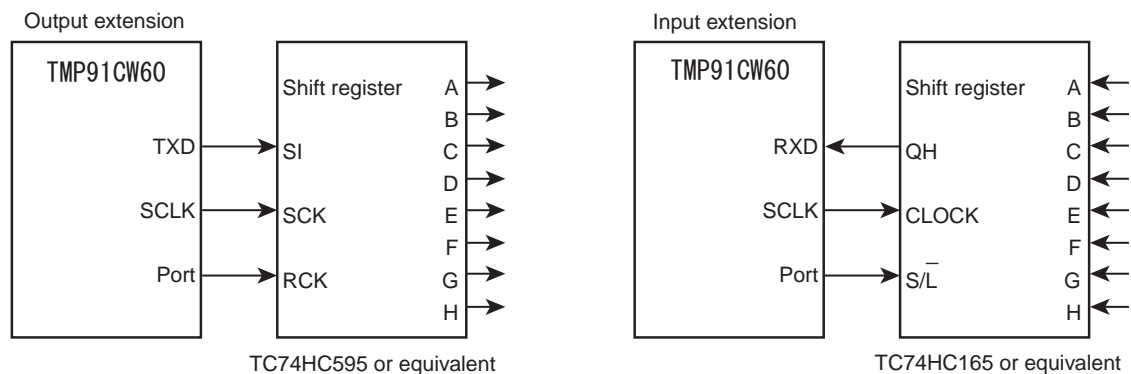 Output extension
TMP91CW60
TXD
SCLK
Port
Shift register
SI
SCK
RCK
A
B
C
D
E
F
G
H
TC74HC595 or equivalent
Input extension
TMP91CW60
RXD
SCLK
Port
Shift register
QH
CLOCK
S/L̅
A
B
C
D
E
F
G
H
TC74HC165 or equivalent